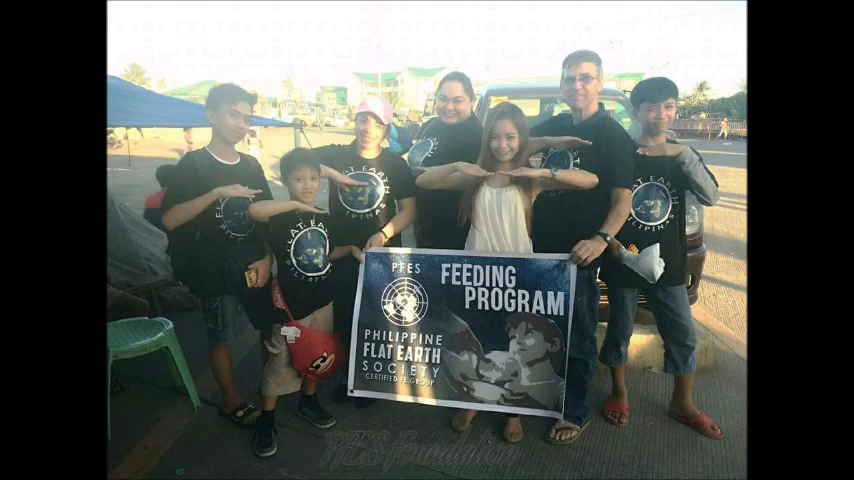 PFES
FEEDING
PROGRAM
PHILIPPINE
FLAT EARTH
SOCIETY
CERTIFIED FE GROUP
FLAT EARTH
PILIPINAS
FLAT EARTH
PILIPINAS
FLAT EARTH
PILIPINAS
PFES Foundation